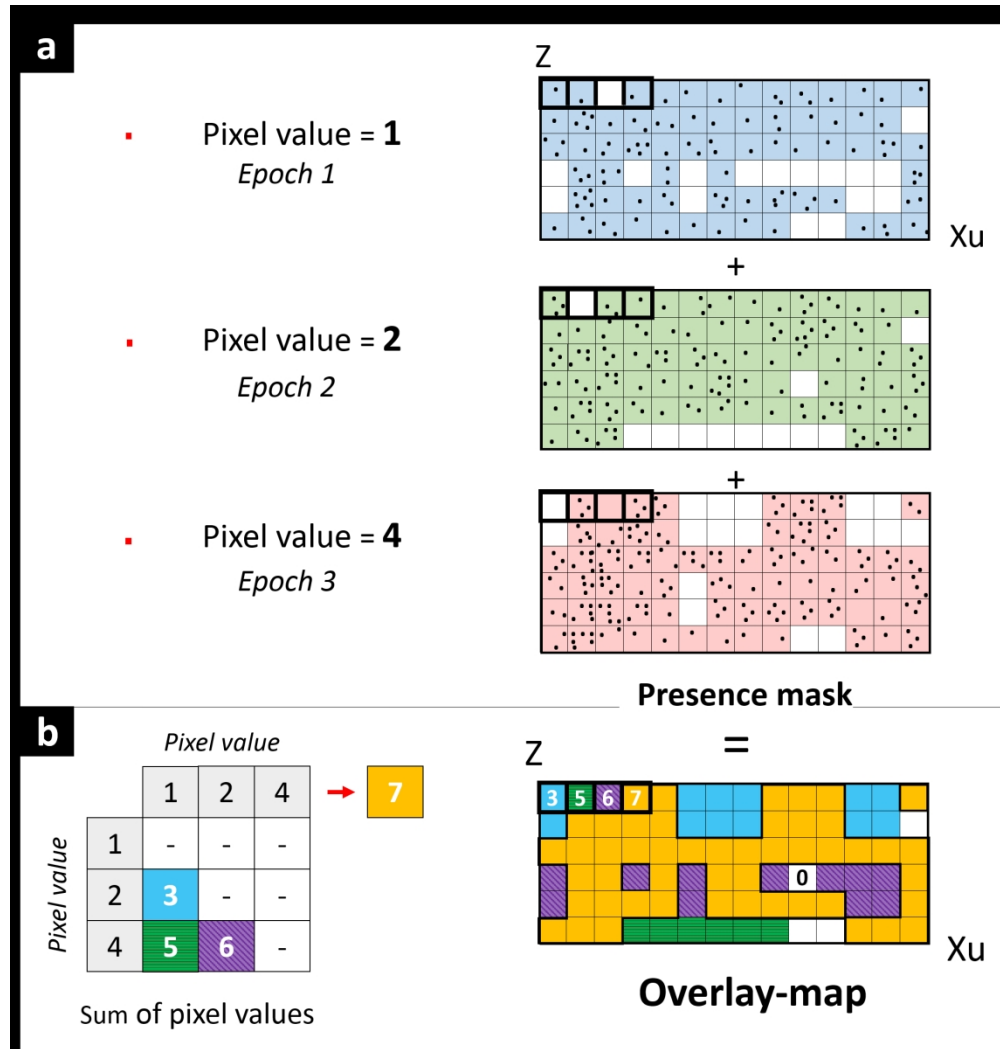 a
Z
Pixel value = 1
Epoch 1
Xu
+
Pixel value = 2
Epoch 2
+
Pixel value = 4
Epoch 3
Presence mask
b
Pixel value
=
Z
1 2 4 7
3 5 6 7
Pixel value
1 - - -
2 3 - -
0
4 5 6 -
Xu
Sum of pixel values
Overlay-map